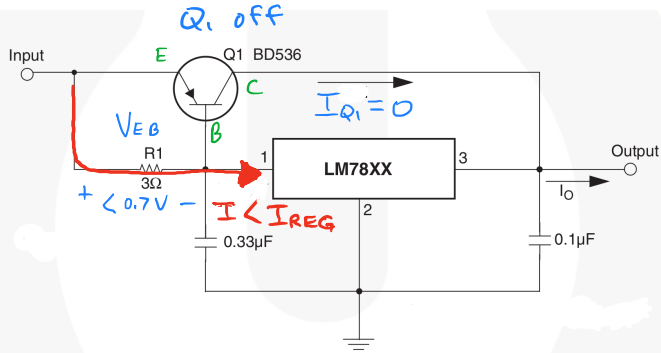 Q₁ off
Input
E
Q1 BD536
C
I_Q₁ = 0
V_EB
B
R1
3Ω
+ < 0.7V -
I < I_REG
1
LM78XX
3
2
Output
I_O
0.33μF
0.1μF